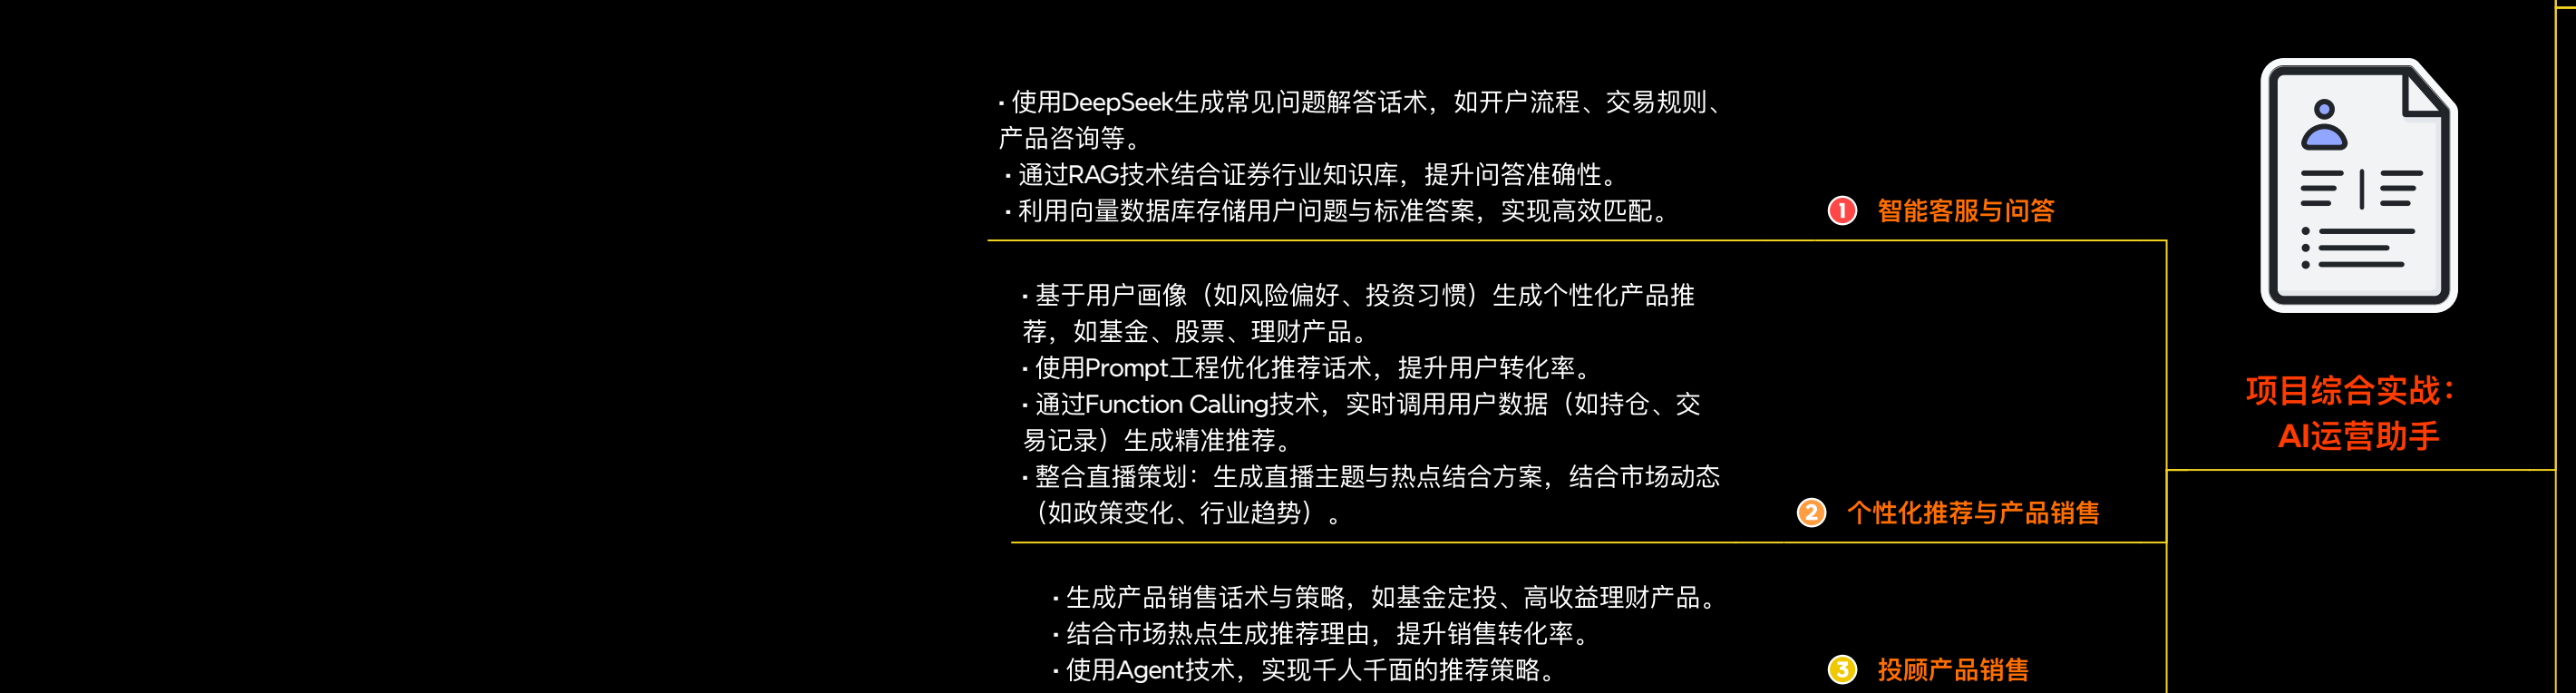 · 使用DeepSeek生成常见问题解答话术，如开户流程、交易规则、
产品咨询等。
· 通过RAG技术结合证券行业知识库，提升问答准确性。
· 利用向量数据库存储用户问题与标准答案，实现高效匹配。
1 智能客服与问答
· 基于用户画像（如风险偏好、投资习惯）生成个性化产品推
荐，如基金、股票、理财产品。
· 使用Prompt工程优化推荐话术，提升用户转化率。
· 通过Function Calling技术，实时调用用户数据（如持仓、交
易记录）生成精准推荐。
· 整合直播策划：生成直播主题与热点结合方案，结合市场动态
（如政策变化、行业趋势）。
2 个性化推荐与产品销售
· 生成产品销售话术与策略，如基金定投、高收益理财产品。
· 结合市场热点生成推荐理由，提升销售转化率。
· 使用Agent技术，实现千人千面的推荐策略。
3 投顾产品销售
项目综合实战：
AI运营助手